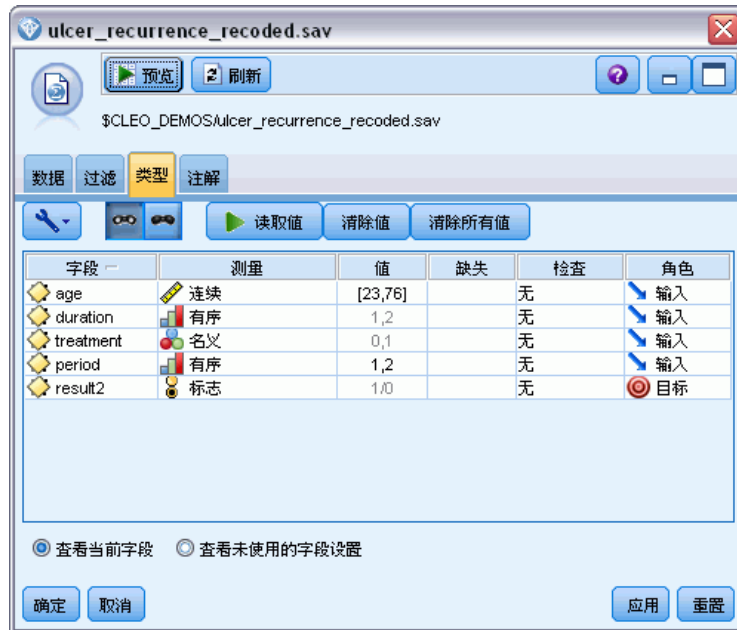 ulcer_recurrence_recoded.sav
预览 刷新
$CLEO_DEMOS/ulcer_recurrence_recoded.sav
数据 过滤 类型 注解
读取值 清除值 清除所有值
字段 测量 值 缺失 检查 角色
age 连续 [23,76] 无 输入
duration 有序 1,2 无 输入
treatment 名义 0,1 无 输入
period 有序 1,2 无 输入
result2 标志 1/0 无 目标
查看当前字段 查看未使用的字段设置
确定 取消 应用 重置